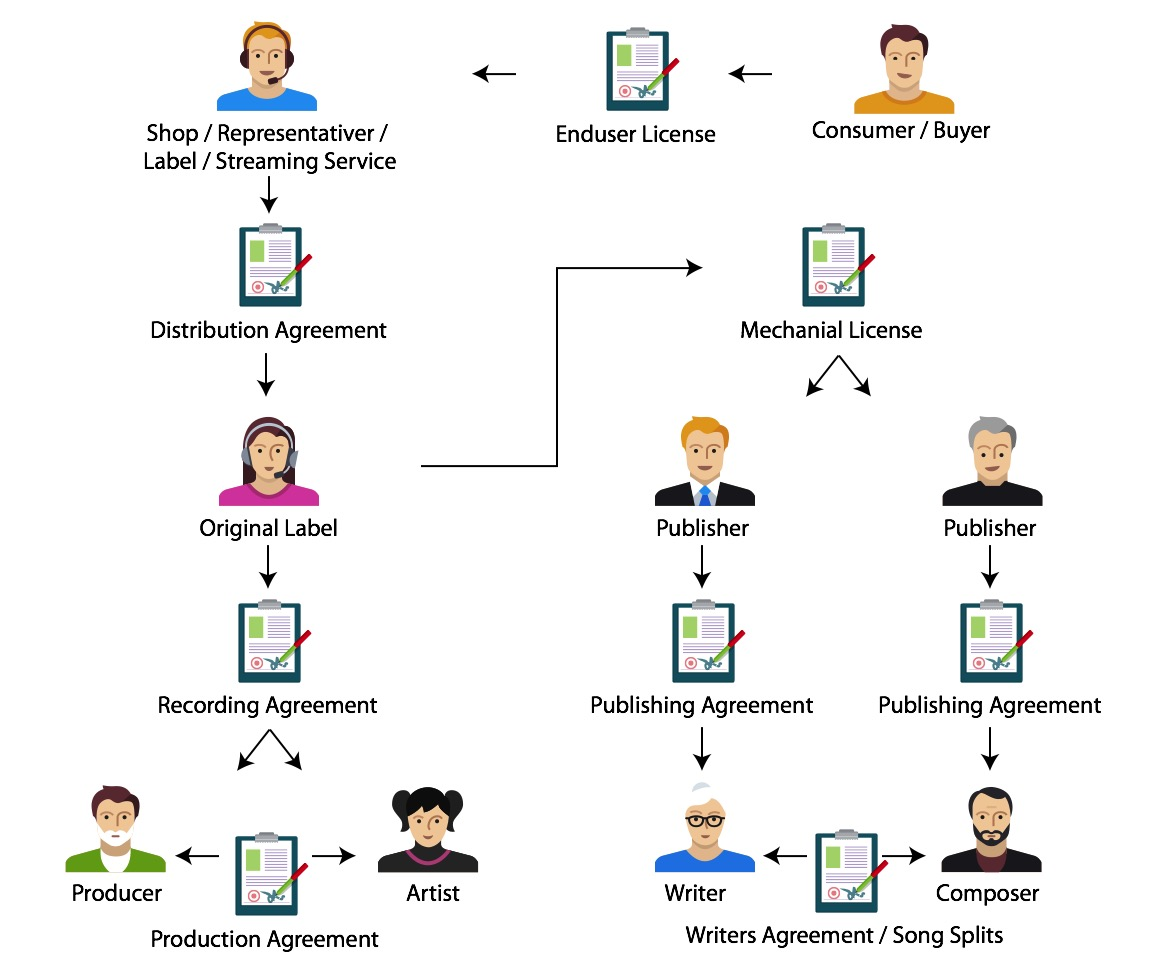 Shop / Representativer /
Label / Streaming Service
Enduser License
Consumer / Buyer
Distribution Agreement
Mechanial License
Original Label
Publisher
Publisher
Recording Agreement
Publishing Agreement
Publishing Agreement
Producer
Artist
Writer
Composer
Production Agreement
Writers Agreement / Song Splits